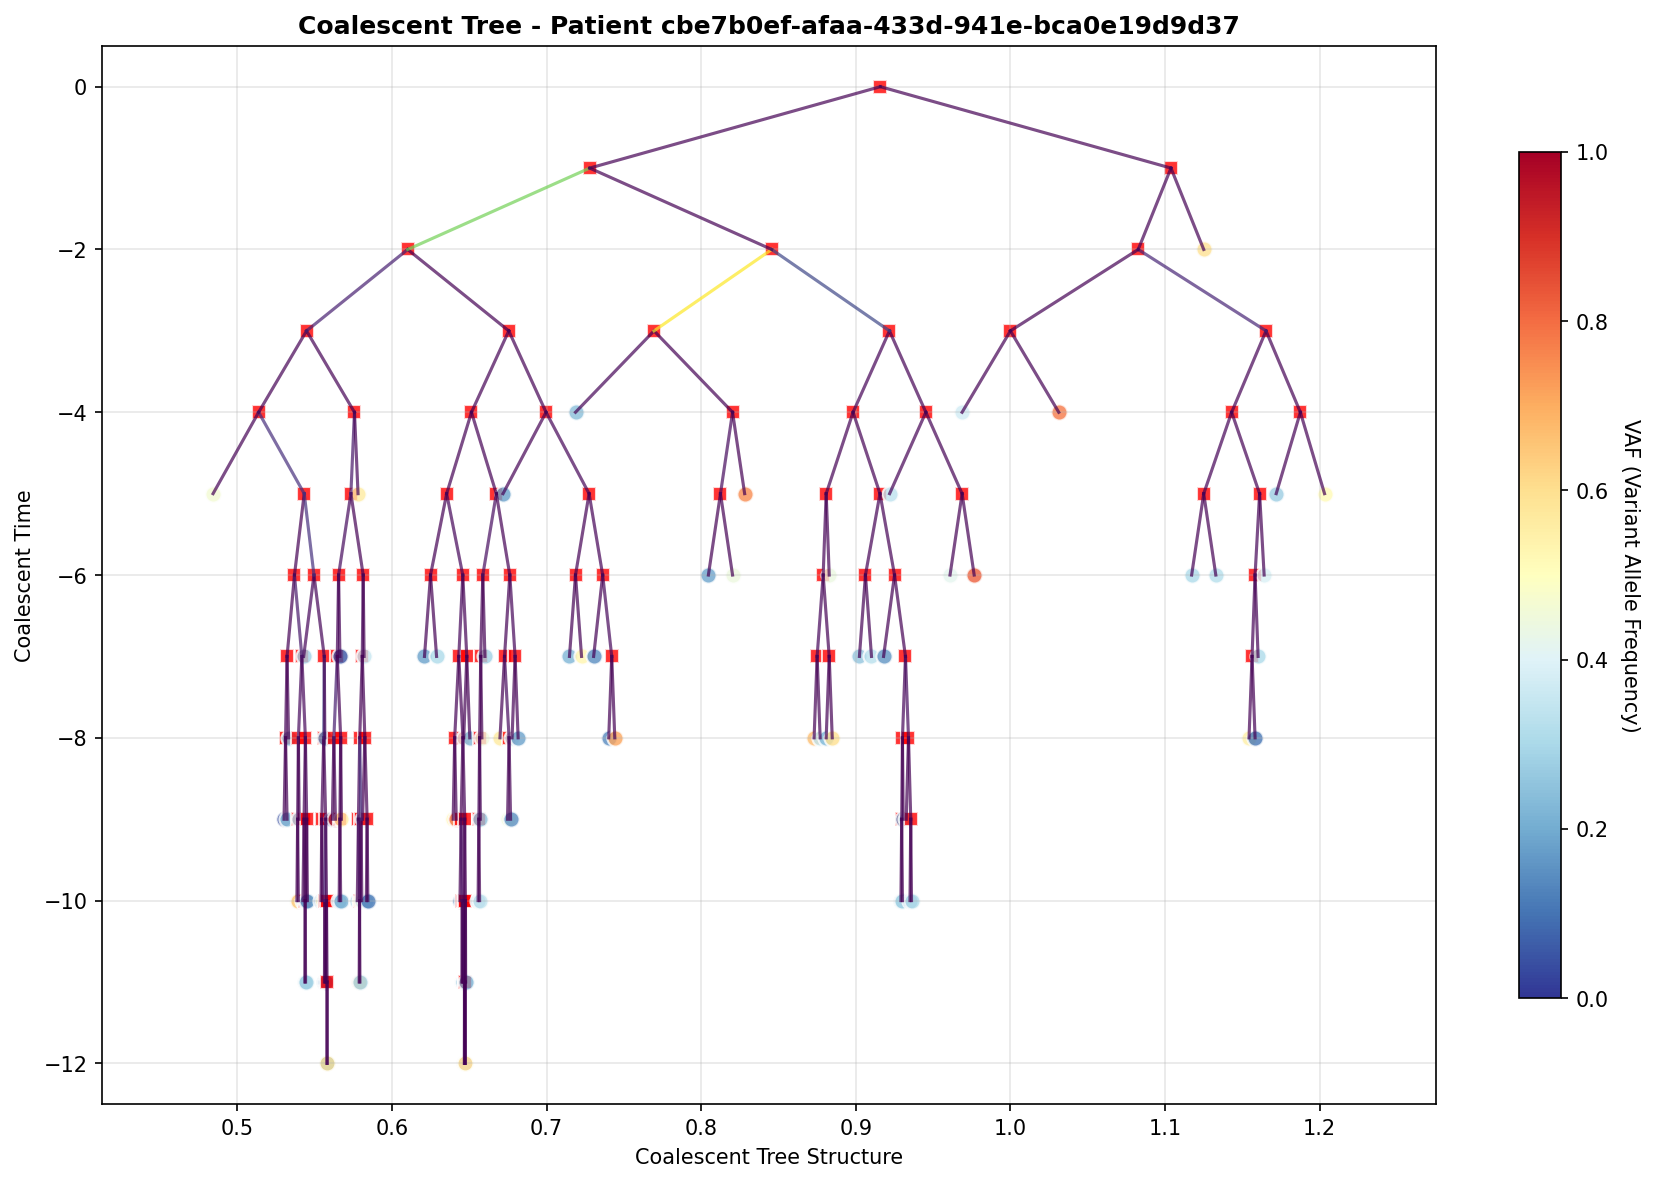 Coalescent Tree - Patient cbe7b0ef-afaa-433d-941e-bca0e19d9d37
0
−2
−4
−6
−8
−10
−12
Coalescent Time
0.5 0.6 0.7 0.8 0.9 1.0 1.1 1.2
Coalescent Tree Structure
1.0
0.8
0.6
0.4
0.2
0.0
VAF (Variant Allele Frequency)